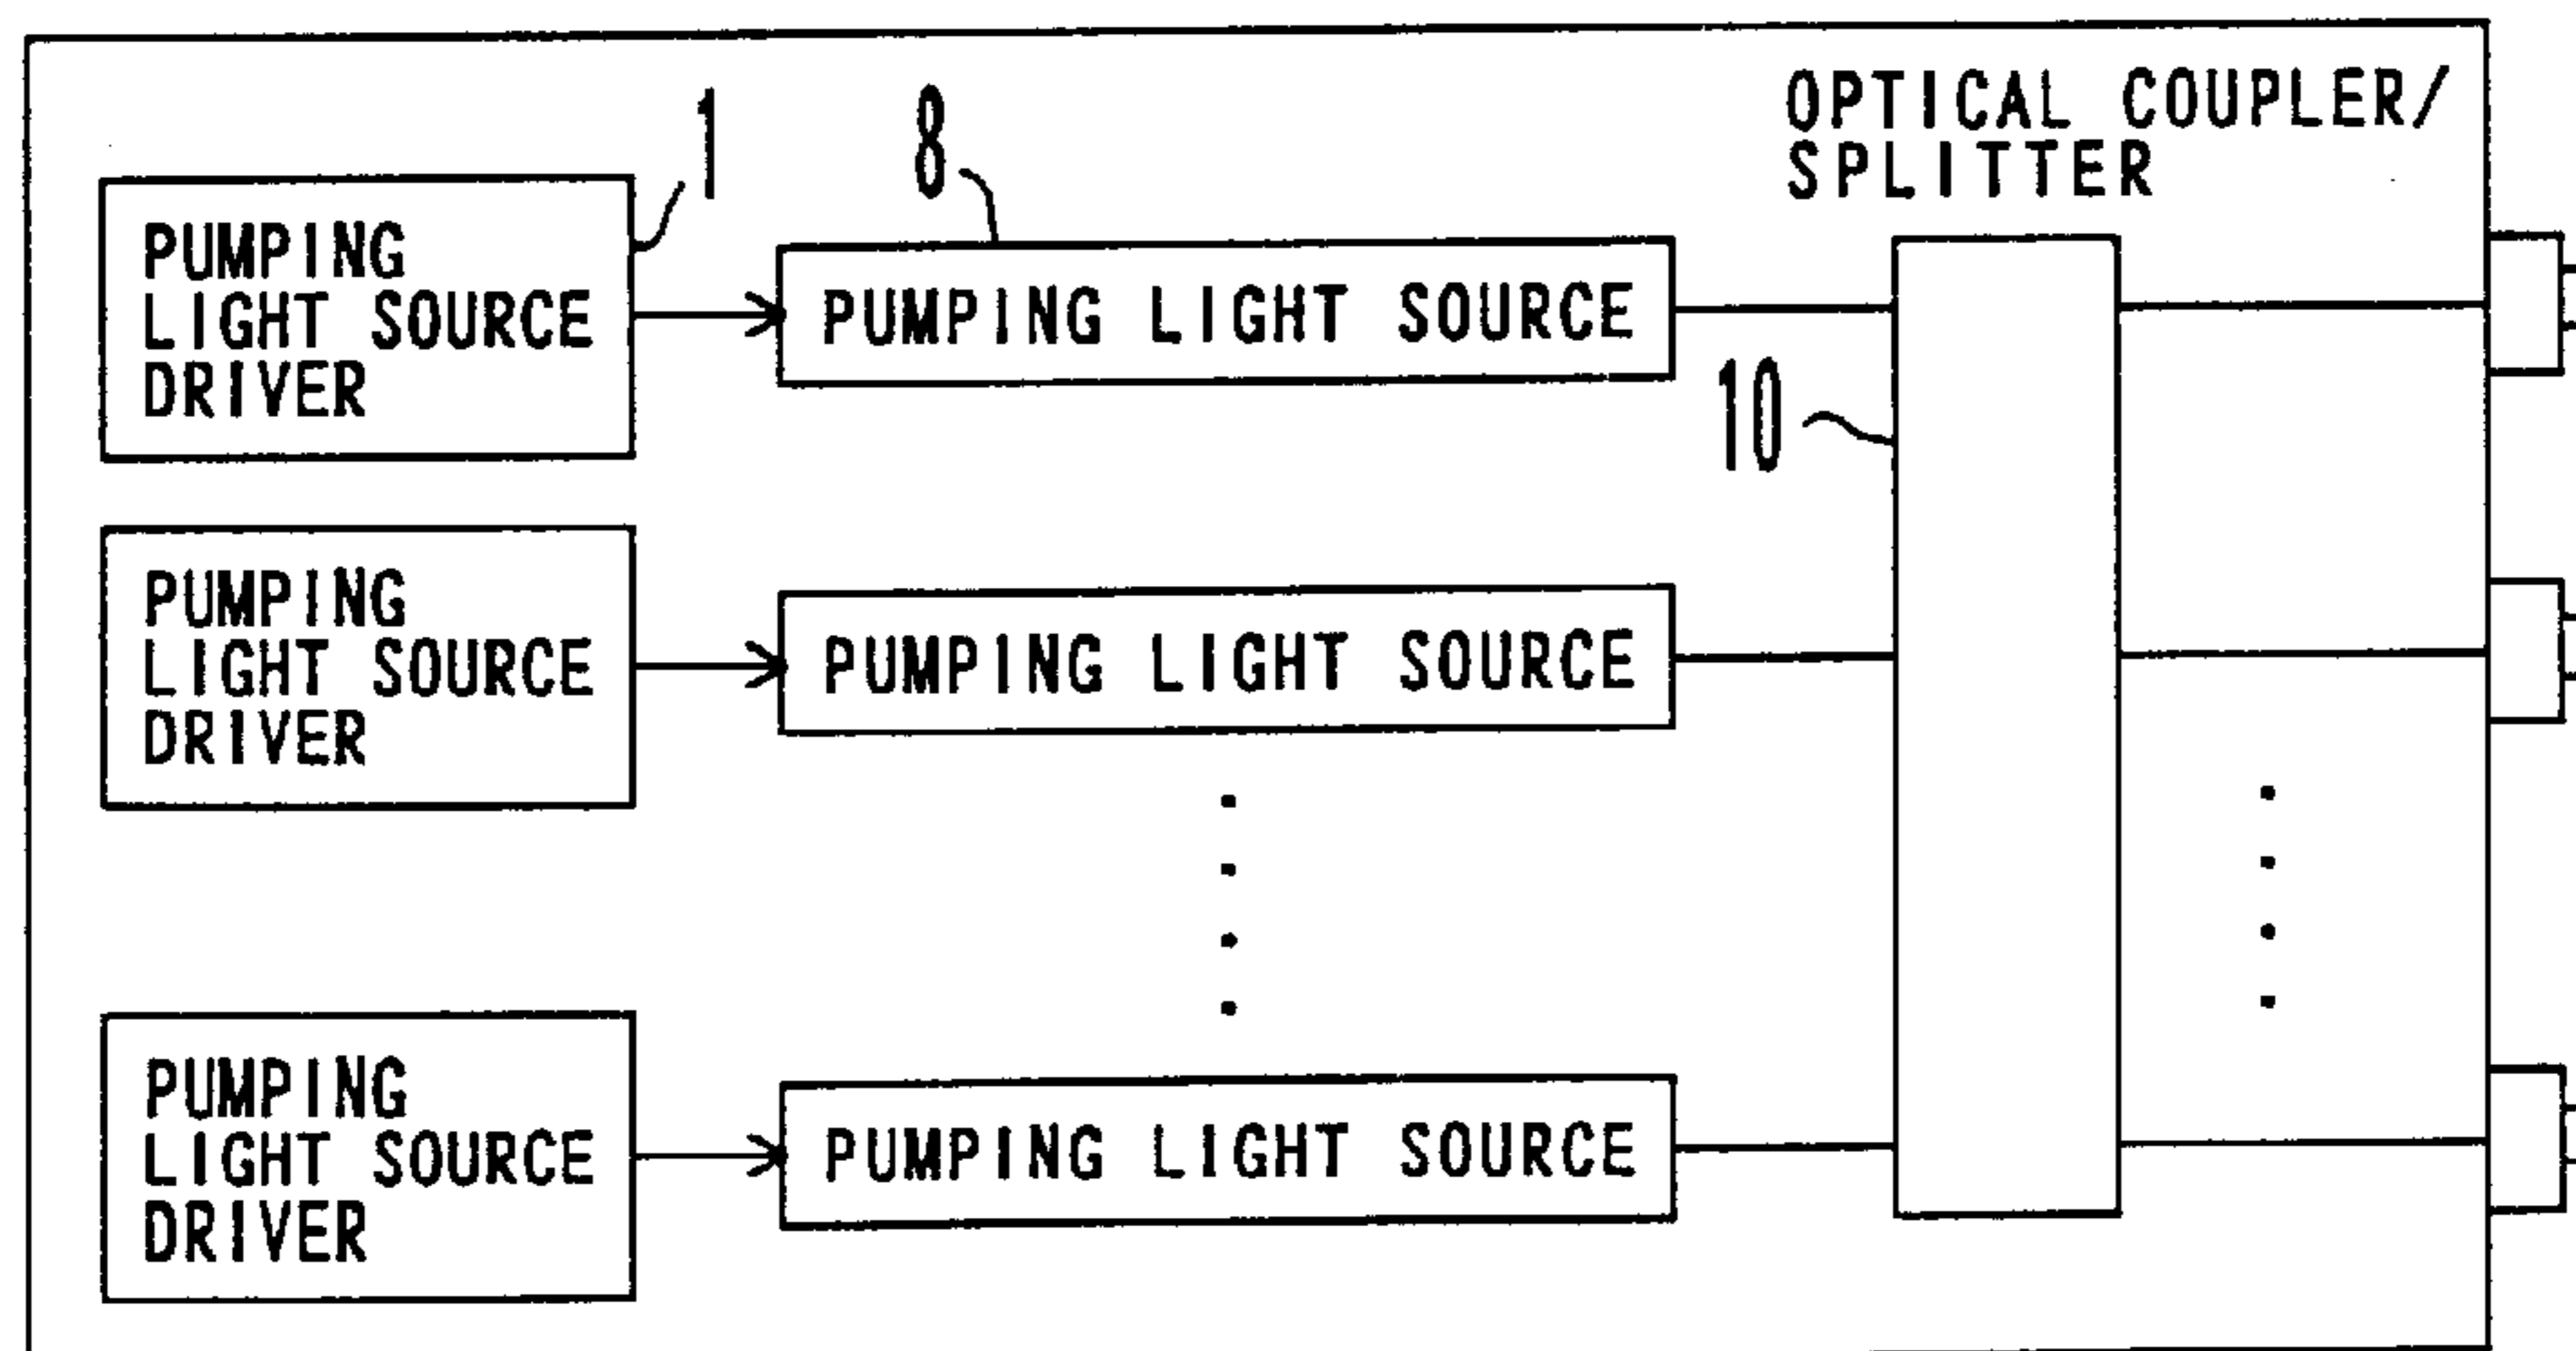 1
8
OPTICAL COUPLER/
SPLITTER
PUMPING
LIGHT SOURCE
DRIVER
PUMPING LIGHT SOURCE
10
PUMPING
LIGHT SOURCE
DRIVER
PUMPING LIGHT SOURCE
PUMPING
LIGHT SOURCE
DRIVER
PUMPING LIGHT SOURCE